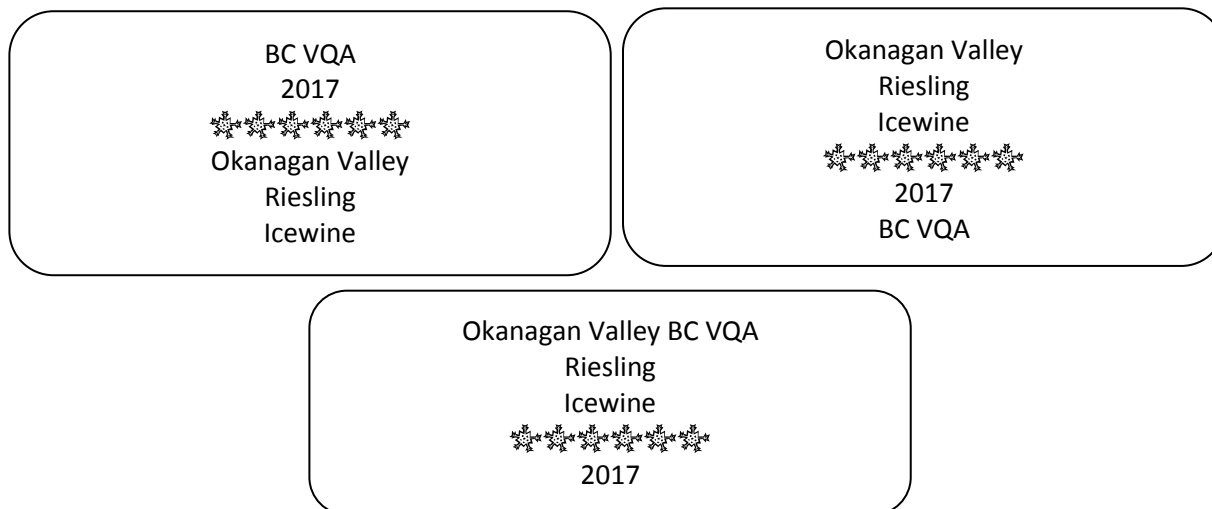 BC VQA
2017
Okanagan Valley
Riesling
Icewine
Okanagan Valley
Riesling
Icewine
2017
BC VQA
Okanagan Valley BC VQA
Riesling
Icewine
2017